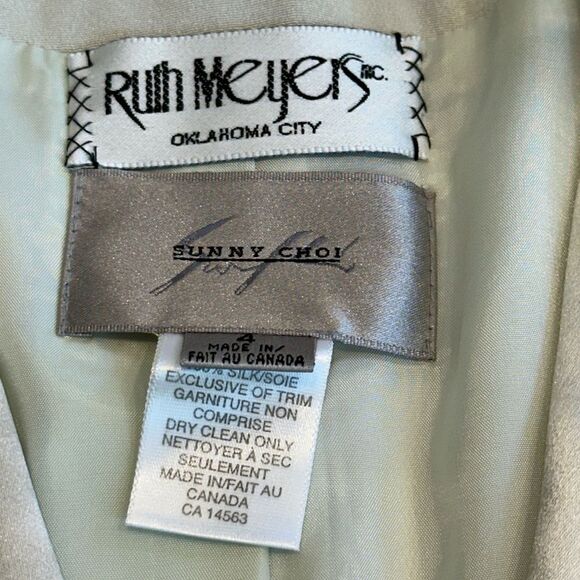 Ruth Meyers INC.
OKLAHOMA CITY
SUNNY CHOI
4
MADE IN/
FAIT AU CANADA
SILK/SOIE
EXCLUSIVE OF TRIM
GARNITURE NON
COMPRISE
DRY CLEAN ONLY
NETTOYER À SEC
SEULEMENT
MADE IN/FAIT AU
CANADA
CA 14563